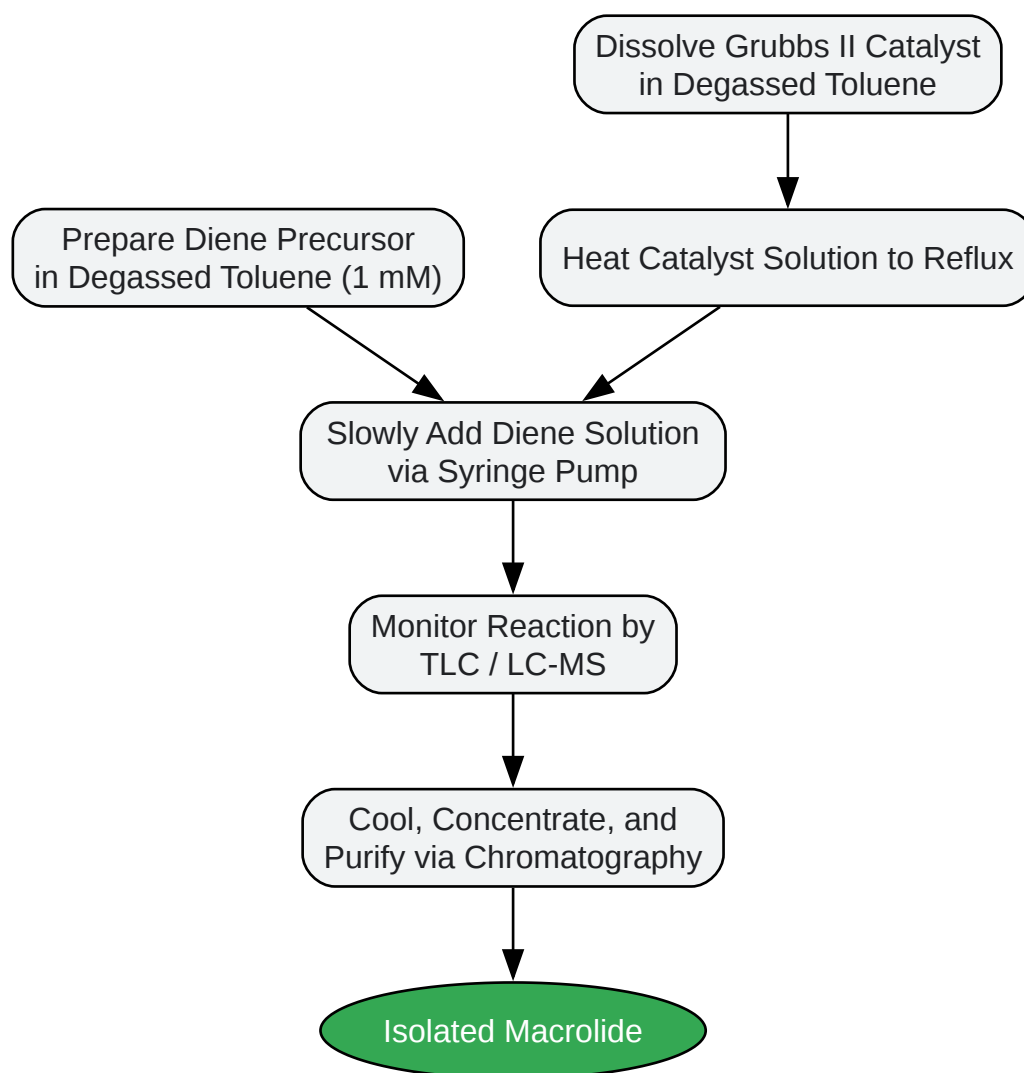 Dissolve Grubbs II Catalyst
in Degassed Toluene
Prepare Diene Precursor
in Degassed Toluene (1 mM)
Heat Catalyst Solution to Reflux
Slowly Add Diene Solution
via Syringe Pump
Monitor Reaction by
TLC / LC-MS
Cool, Concentrate, and
Purify via Chromatography
Isolated Macrolide